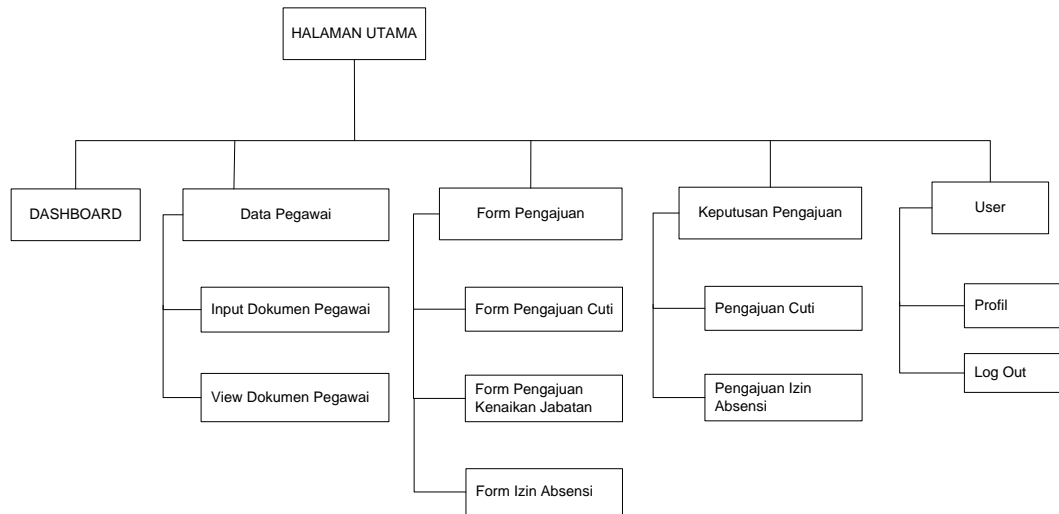 HALAMAN UTAMA
DASHBOARD
Data Pegawai
Form Pengajuan
Keputusan Pengajuan
User
Input Dokumen Pegawai
View Dokumen Pegawai
Form Pengajuan Cuti
Form Pengajuan
Kenaikan Jabatan
Form Izin Absensi
Pengajuan Cuti
Pengajuan Izin
Absensi
Profil
Log Out